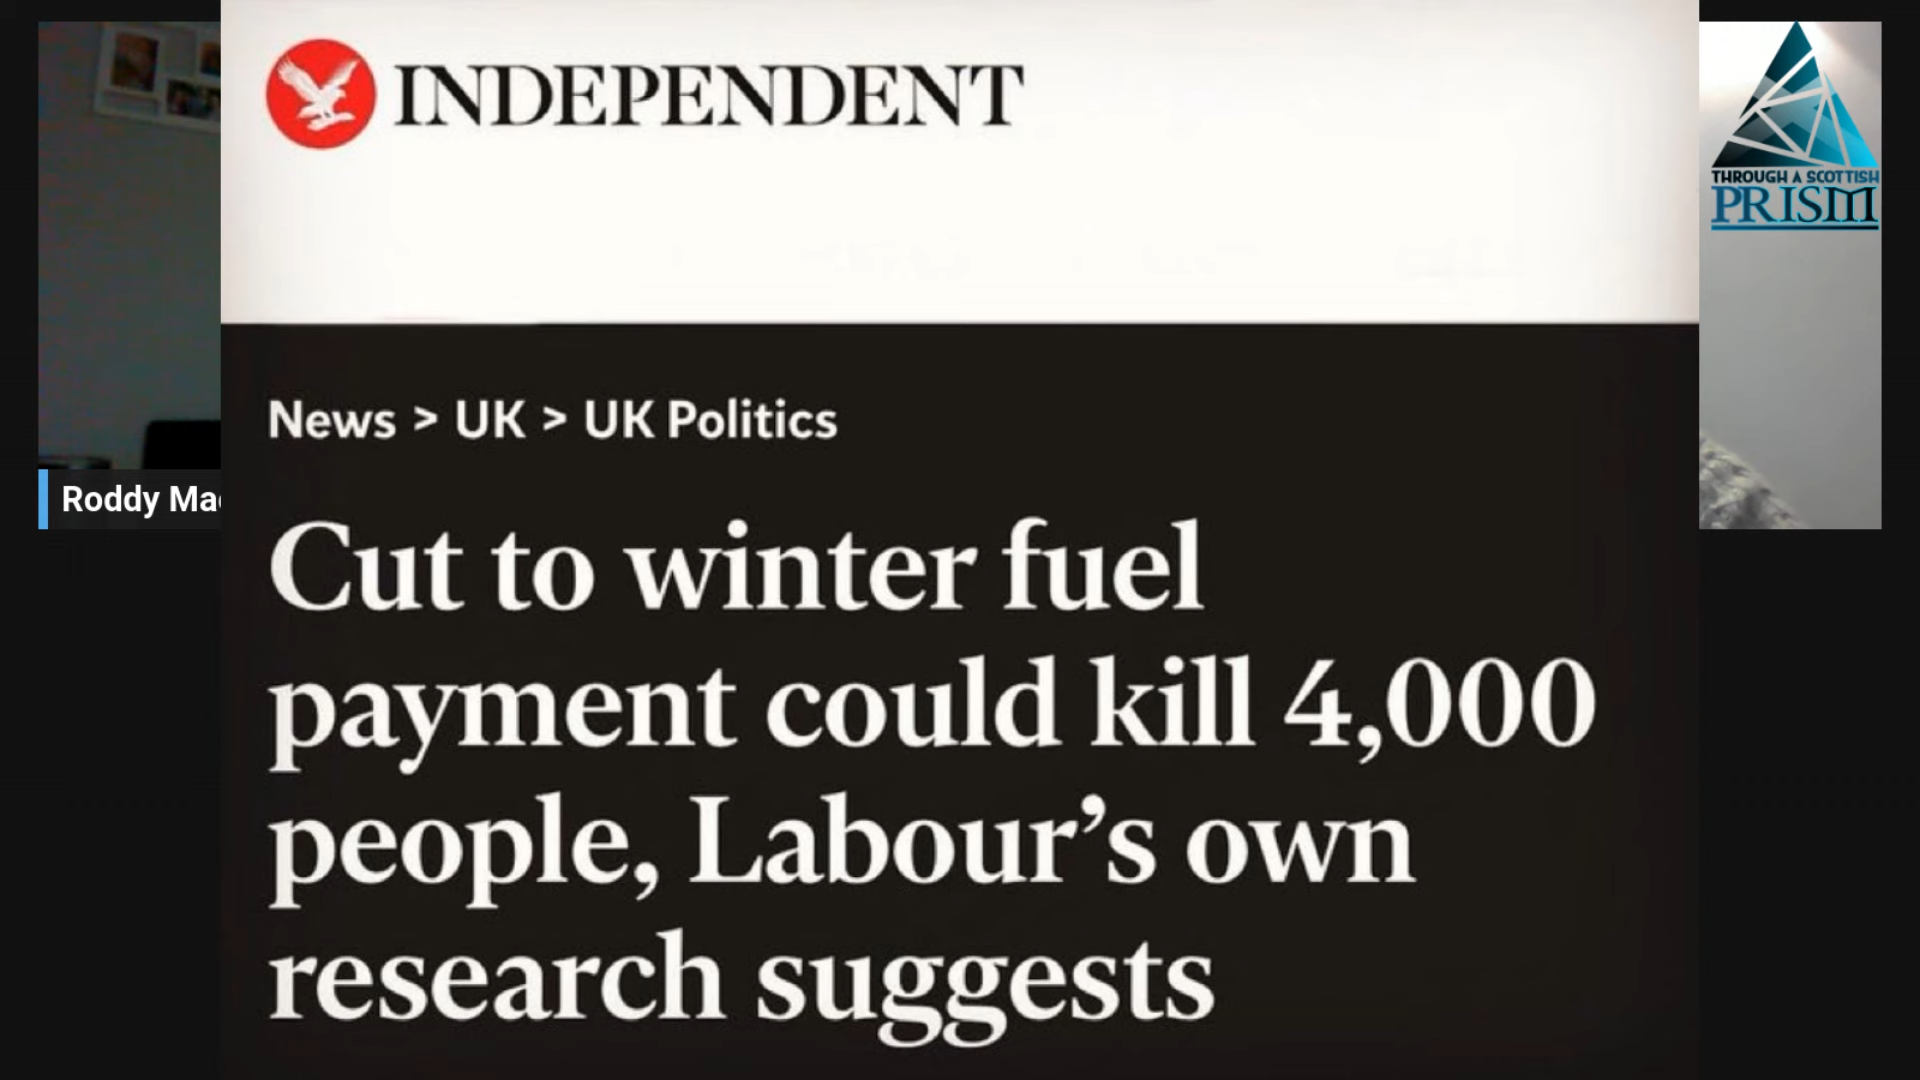 INDEPENDENT
THROUGH A SCOTTISH
PRISM
News > UK > UK Politics
Roddy
Cut to winter fuel
payment could kill 4,000
people, Labour’s own
research suggests